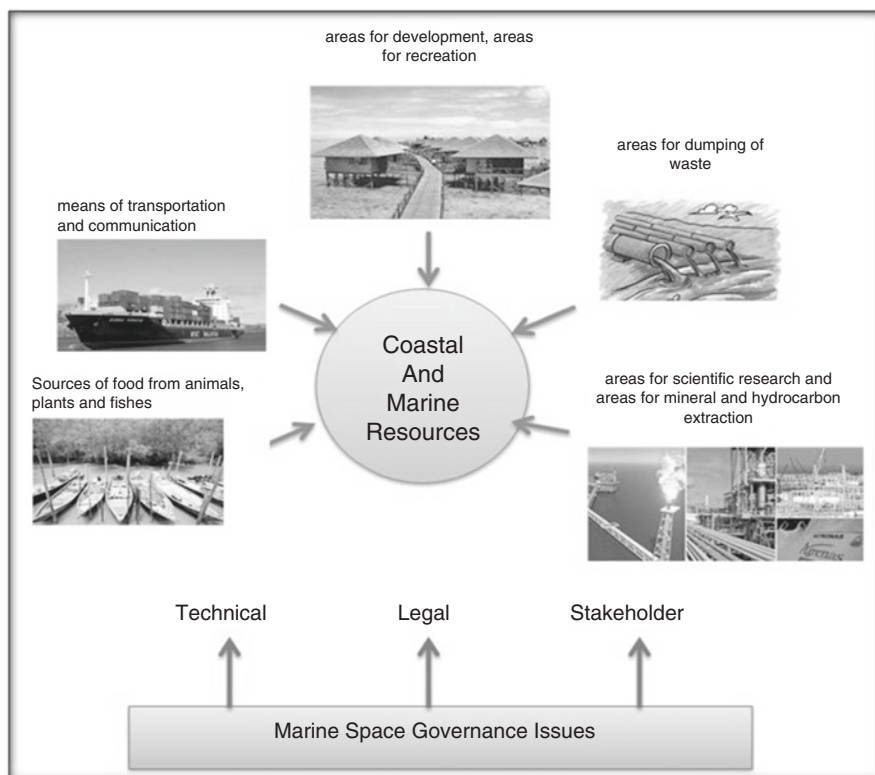 areas for development, areas
for recreation
areas for dumping of
waste
means of transportation
and communication
Coastal
And
Marine
Resources
Sources of food from animals,
plants and fishes
areas for scientific research and
areas for mineral and hydrocarbon
extraction
Technical
Legal
Stakeholder
Marine Space Governance Issues